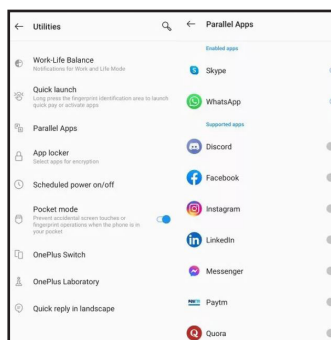 Utilities
Work-Life Balance
Notifications for Work and Life Mode
Quick launch
Long press the fingerprint identification area to launch
quick pay or activate apps
Parallel Apps
App locker
Select apps for encryption
Scheduled power on/off
Pocket mode
Prevent accidental screen touches or
fingerprint operations when the phone is in
your pocket
OnePlus Switch
OnePlus Laboratory
Quick reply in landscape
Parallel Apps
Enabled apps
Skype
WhatsApp
Supported apps
Discord
Facebook
Instagram
in LinkedIn
Messenger
Paytm
Quora